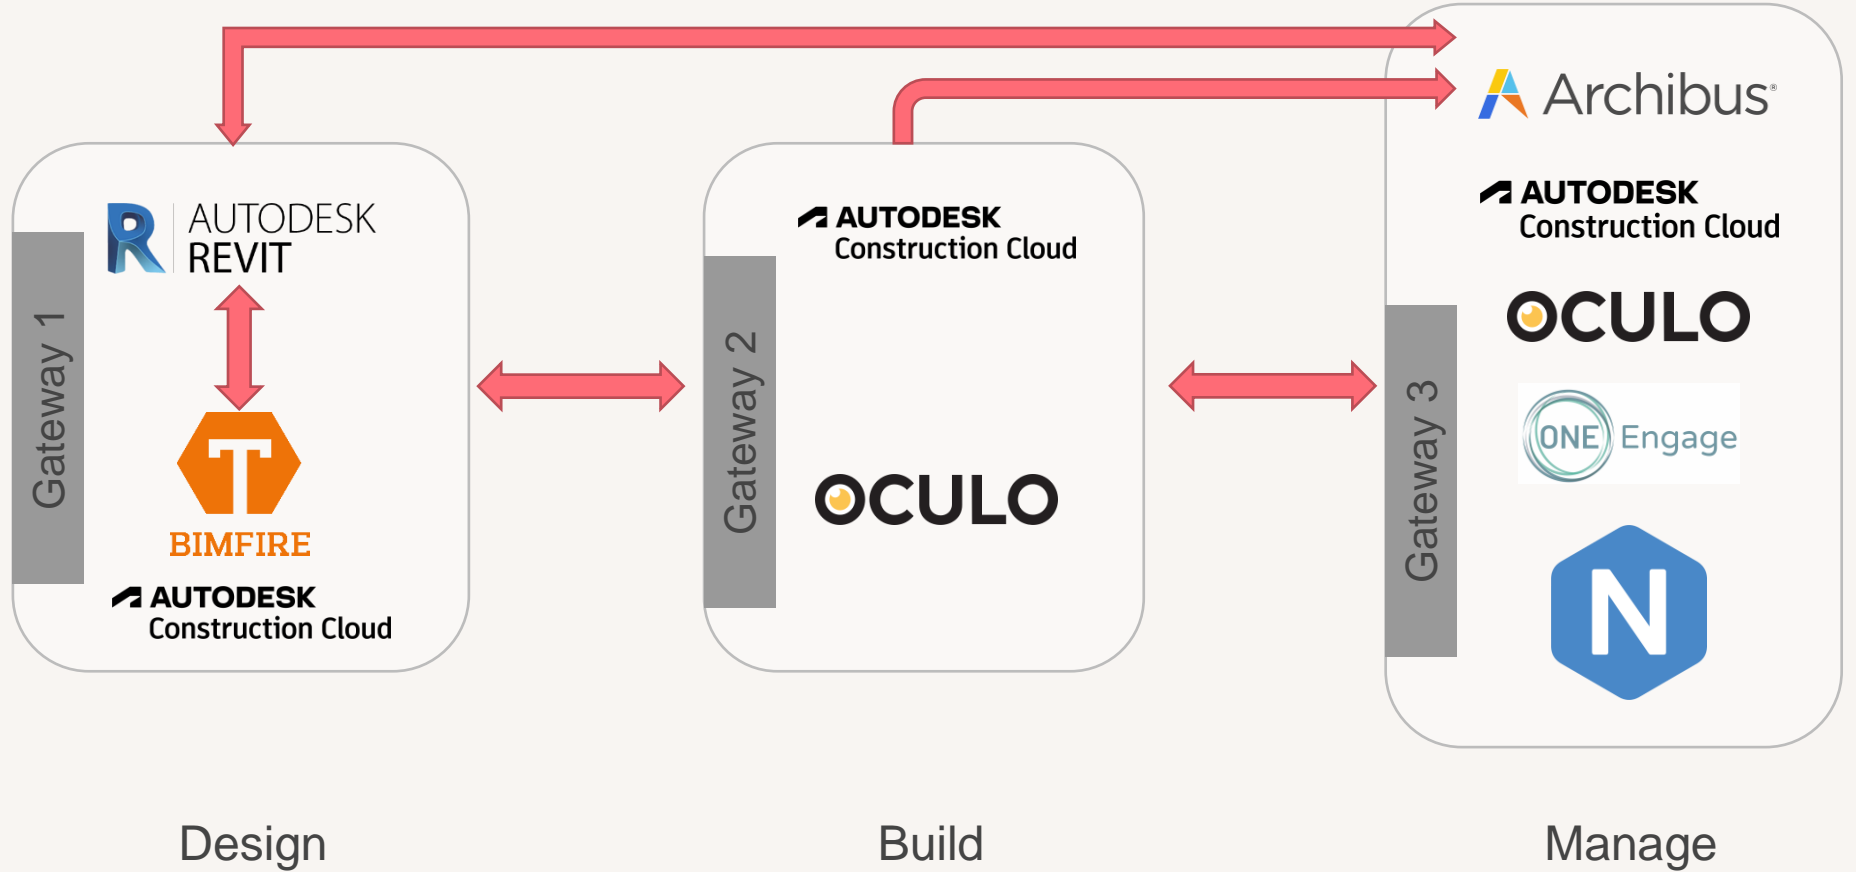 Gateway 1
R
AUTODESK
REVIT
T
BIMFIRE
AUTODESK
Construction Cloud
Gateway 2
AUTODESK
Construction Cloud
OCULO
Gateway 3
Archibus®
AUTODESK
Construction Cloud
OCULO
ONE Engage
N
Design
Build
Manage